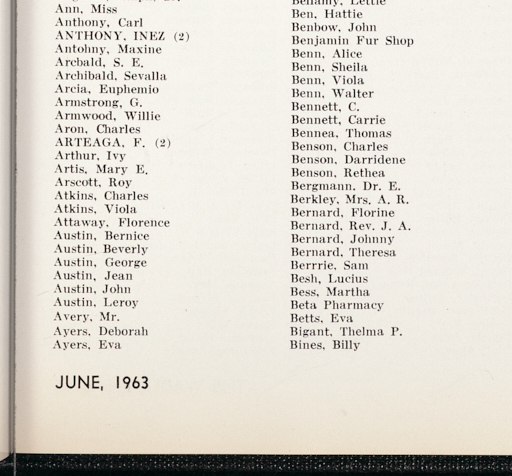 Ann, Miss
Anthony, Carl
ANTHONY, INEZ (2)
Antohny, Maxine
Arcbald, S. E.
Archibald, Sevalla
Arcia, Euphemio
Armstrong, G.
Armwood, Willie
Aron, Charles
ARTEAGA, F. (2)
Arthur, Ivy
Artis, Mary E.
Arscott, Roy
Atkins, Charles
Atkins, Viola
Attaway, Florence
Austin, Bernice
Austin, Beverly
Austin, George
Austin, Jean
Austin, John
Austin, Leroy
Avery, Mr.
Ayers, Deborah
Ayers, Eva
Bellamy, Lettie
Ben, Hattie
Benbow, John
Benjamin Fur Shop
Benn, Alice
Benn, Sheila
Benn, Viola
Benn, Walter
Bennett, C.
Bennett, Carrie
Bennea, Thomas
Benson, Charles
Benson, Darridene
Benson, Rethea
Bergmann, Dr. E.
Berkley, Mrs. A. R.
Bernard, Florine
Bernard, Rev. J. A.
Bernard, Johnny
Bernard, Theresa
Berrrie, Sam
Besh, Lucius
Bess, Martha
Beta Pharmacy
Betts, Eva
Bigant, Thelma P.
Bines, Billy
JUNE, 1963